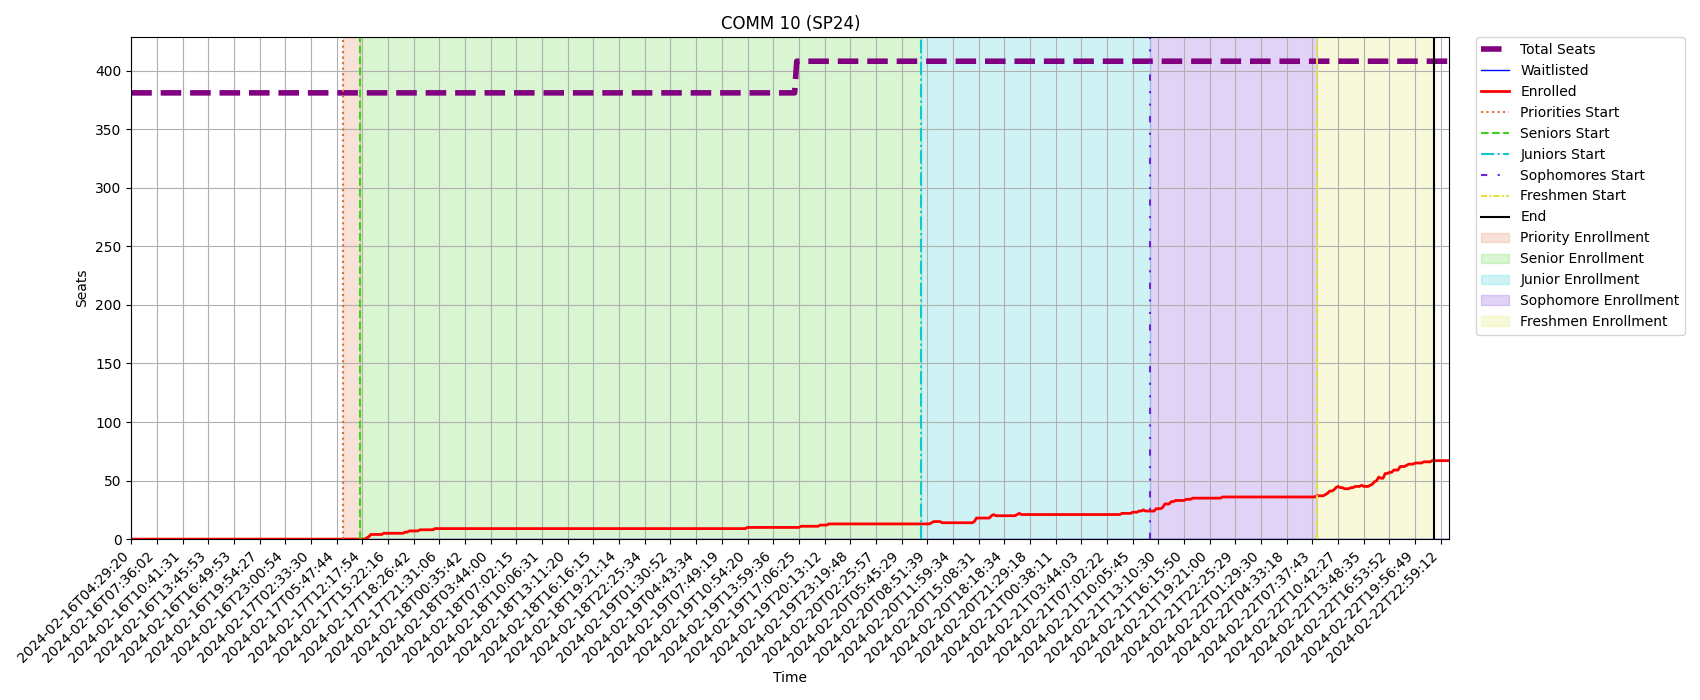 COMM 10 (SP24)
Seats
400
350
300
250
200
150
100
50
0
2024-02-16T04:29:20
2024-02-16T07:36:02
2024-02-16T10:41:31
2024-02-16T13:45:53
2024-02-16T16:49:53
2024-02-16T19:54:27
2024-02-16T23:00:54
2024-02-17T02:33:30
2024-02-17T05:47:44
2024-02-17T12:17:54
2024-02-17T15:22:16
2024-02-17T18:26:42
2024-02-17T21:31:06
2024-02-18T00:35:42
2024-02-18T03:44:00
2024-02-18T07:02:15
2024-02-18T10:06:31
2024-02-18T13:11:20
2024-02-18T16:16:15
2024-02-18T19:21:14
2024-02-18T22:25:34
2024-02-19T01:30:52
2024-02-19T04:43:34
2024-02-19T07:49:19
2024-02-19T10:54:20
2024-02-19T13:59:36
2024-02-19T17:06:25
2024-02-19T20:13:12
2024-02-19T23:19:48
2024-02-20T02:25:57
2024-02-20T05:45:29
2024-02-20T08:51:39
2024-02-20T11:59:34
2024-02-20T15:08:31
2024-02-20T18:18:34
2024-02-20T21:29:18
2024-02-21T00:38:11
2024-02-21T03:44:03
2024-02-21T07:02:22
2024-02-21T10:05:45
2024-02-21T13:10:30
2024-02-21T16:15:50
2024-02-21T19:21:00
2024-02-21T22:25:29
2024-02-22T01:29:30
2024-02-22T04:33:18
2024-02-22T07:37:43
2024-02-22T10:42:27
2024-02-22T13:48:35
2024-02-22T16:53:52
2024-02-22T19:56:49
2024-02-22T22:59:12
Time
Total Seats
Waitlisted
Enrolled
Priorities Start
Seniors Start
Juniors Start
Sophomores Start
Freshmen Start
End
Priority Enrollment
Senior Enrollment
Junior Enrollment
Sophomore Enrollment
Freshmen Enrollment